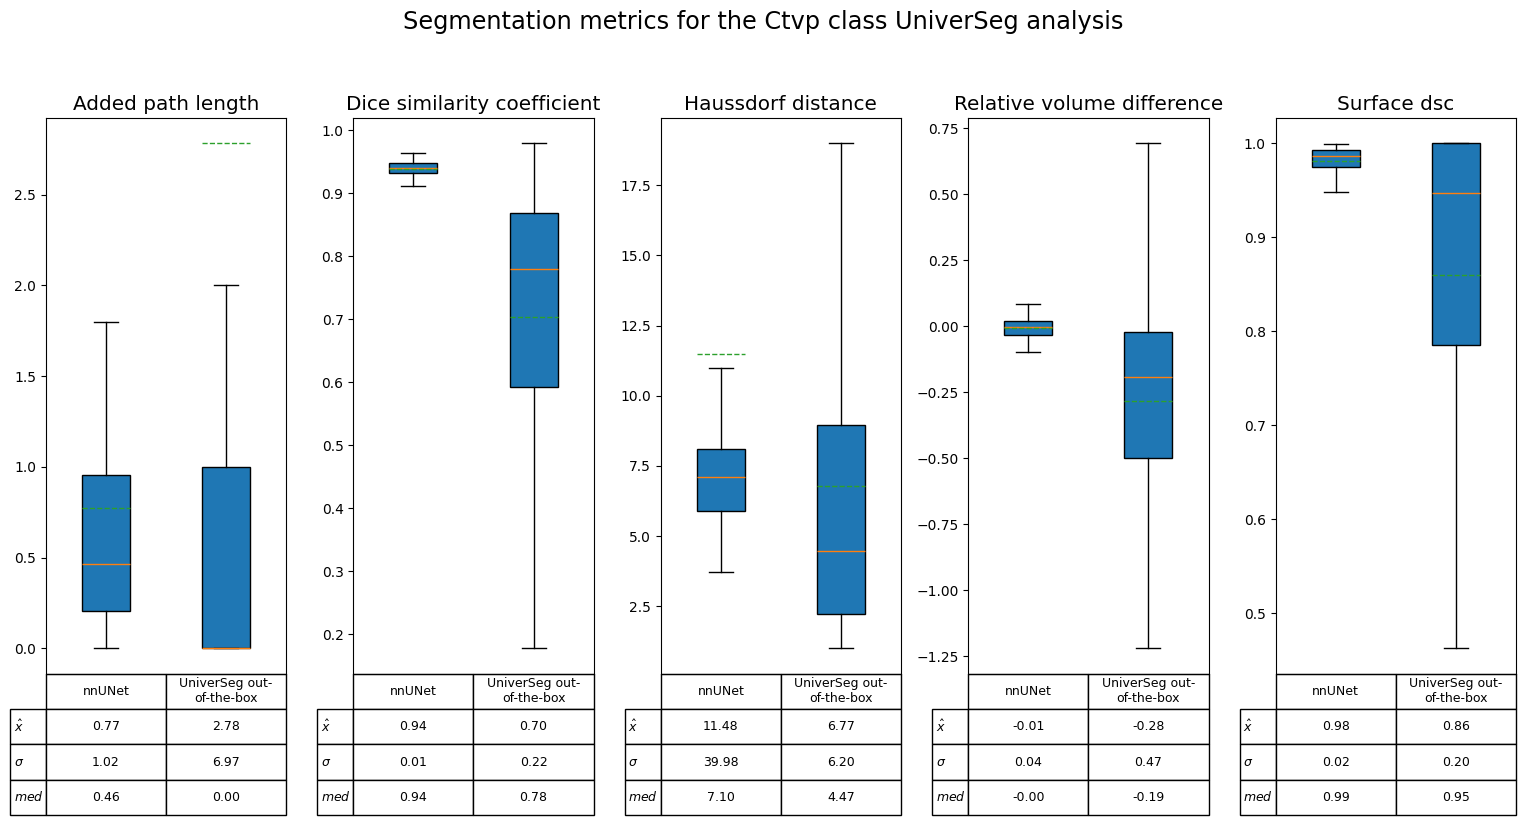 Segmentation metrics for the Ctvp class UniverSeg analysis
Added path length
2.5
2.0
1.5
1.0
0.5
0.0
nnUNet
UniverSeg out-
of-the-box
x̂ 0.77 2.78
σ 1.02 6.97
med 0.46 0.00
Dice similarity coefficient
1.0
0.9
0.8
0.7
0.6
0.5
0.4
0.3
0.2
nnUNet
UniverSeg out-
of-the-box
x̂ 0.94 0.70
σ 0.01 0.22
med 0.94 0.78
Haussdorf distance
17.5
15.0
12.5
10.0
7.5
5.0
2.5
nnUNet
UniverSeg out-
of-the-box
x̂ 11.48 6.77
σ 39.98 6.20
med 7.10 4.47
Relative volume difference
0.75
0.50
0.25
0.00
−0.25
−0.50
−0.75
−1.00
−1.25
nnUNet
UniverSeg out-
of-the-box
x̂ -0.01 -0.28
σ 0.04 0.47
med -0.00 -0.19
Surface dsc
1.0
0.9
0.8
0.7
0.6
0.5
nnUNet
UniverSeg out-
of-the-box
x̂ 0.98 0.86
σ 0.02 0.20
med 0.99 0.95